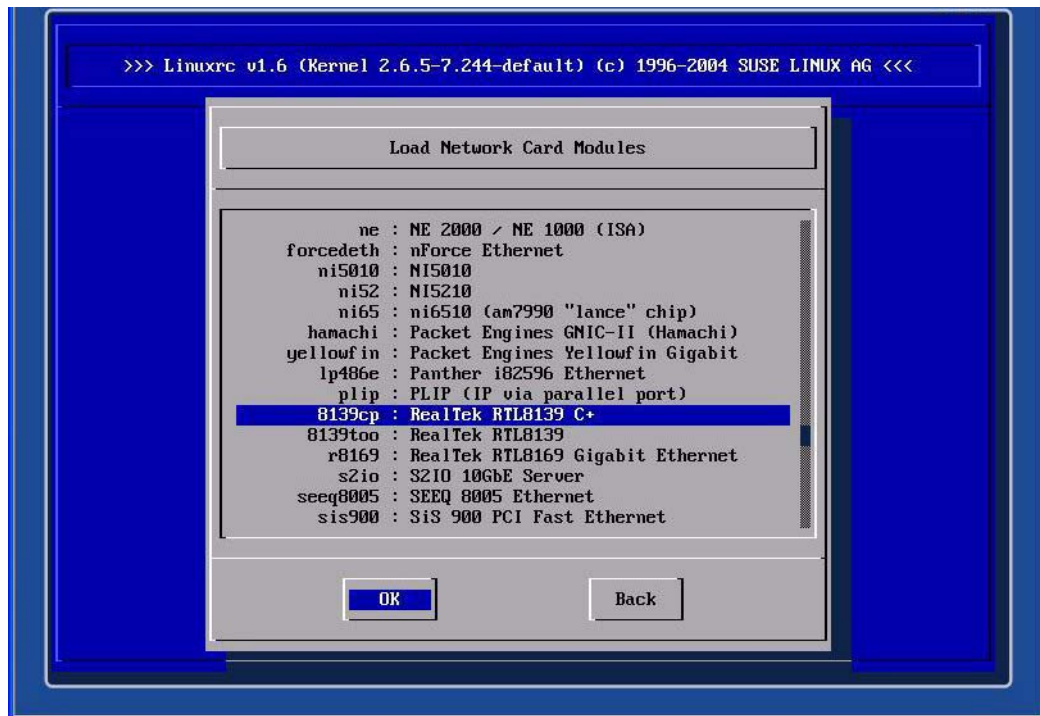 >>> Linuxrc v1.6 (Kernel 2.6.5-7.244-default) (c) 1996-2004 SUSE LINUX AG <<<
Load Network Card Modules
ne : NE 2000 / NE 1000 (ISA)
forcedeth : nForce Ethernet
ni5010 : NI5010
ni52 : NI5210
ni65 : ni6510 (am7990 "lance" chip)
hamachi : Packet Engines GNIC-II (Hamachi)
yellowfin : Packet Engines Yellowfin Gigabit
lp486e : Panther i82596 Ethernet
plip : PLIP (IP via parallel port)
8139cp : RealTek RTL8139 C+
8139too : RealTek RTL8139
r8169 : RealTek RTL8169 Gigabit Ethernet
s2io : S2IO 10GbE Server
seeq8005 : SEEQ 8005 Ethernet
sis900 : SiS 900 PCI Fast Ethernet
OK Back